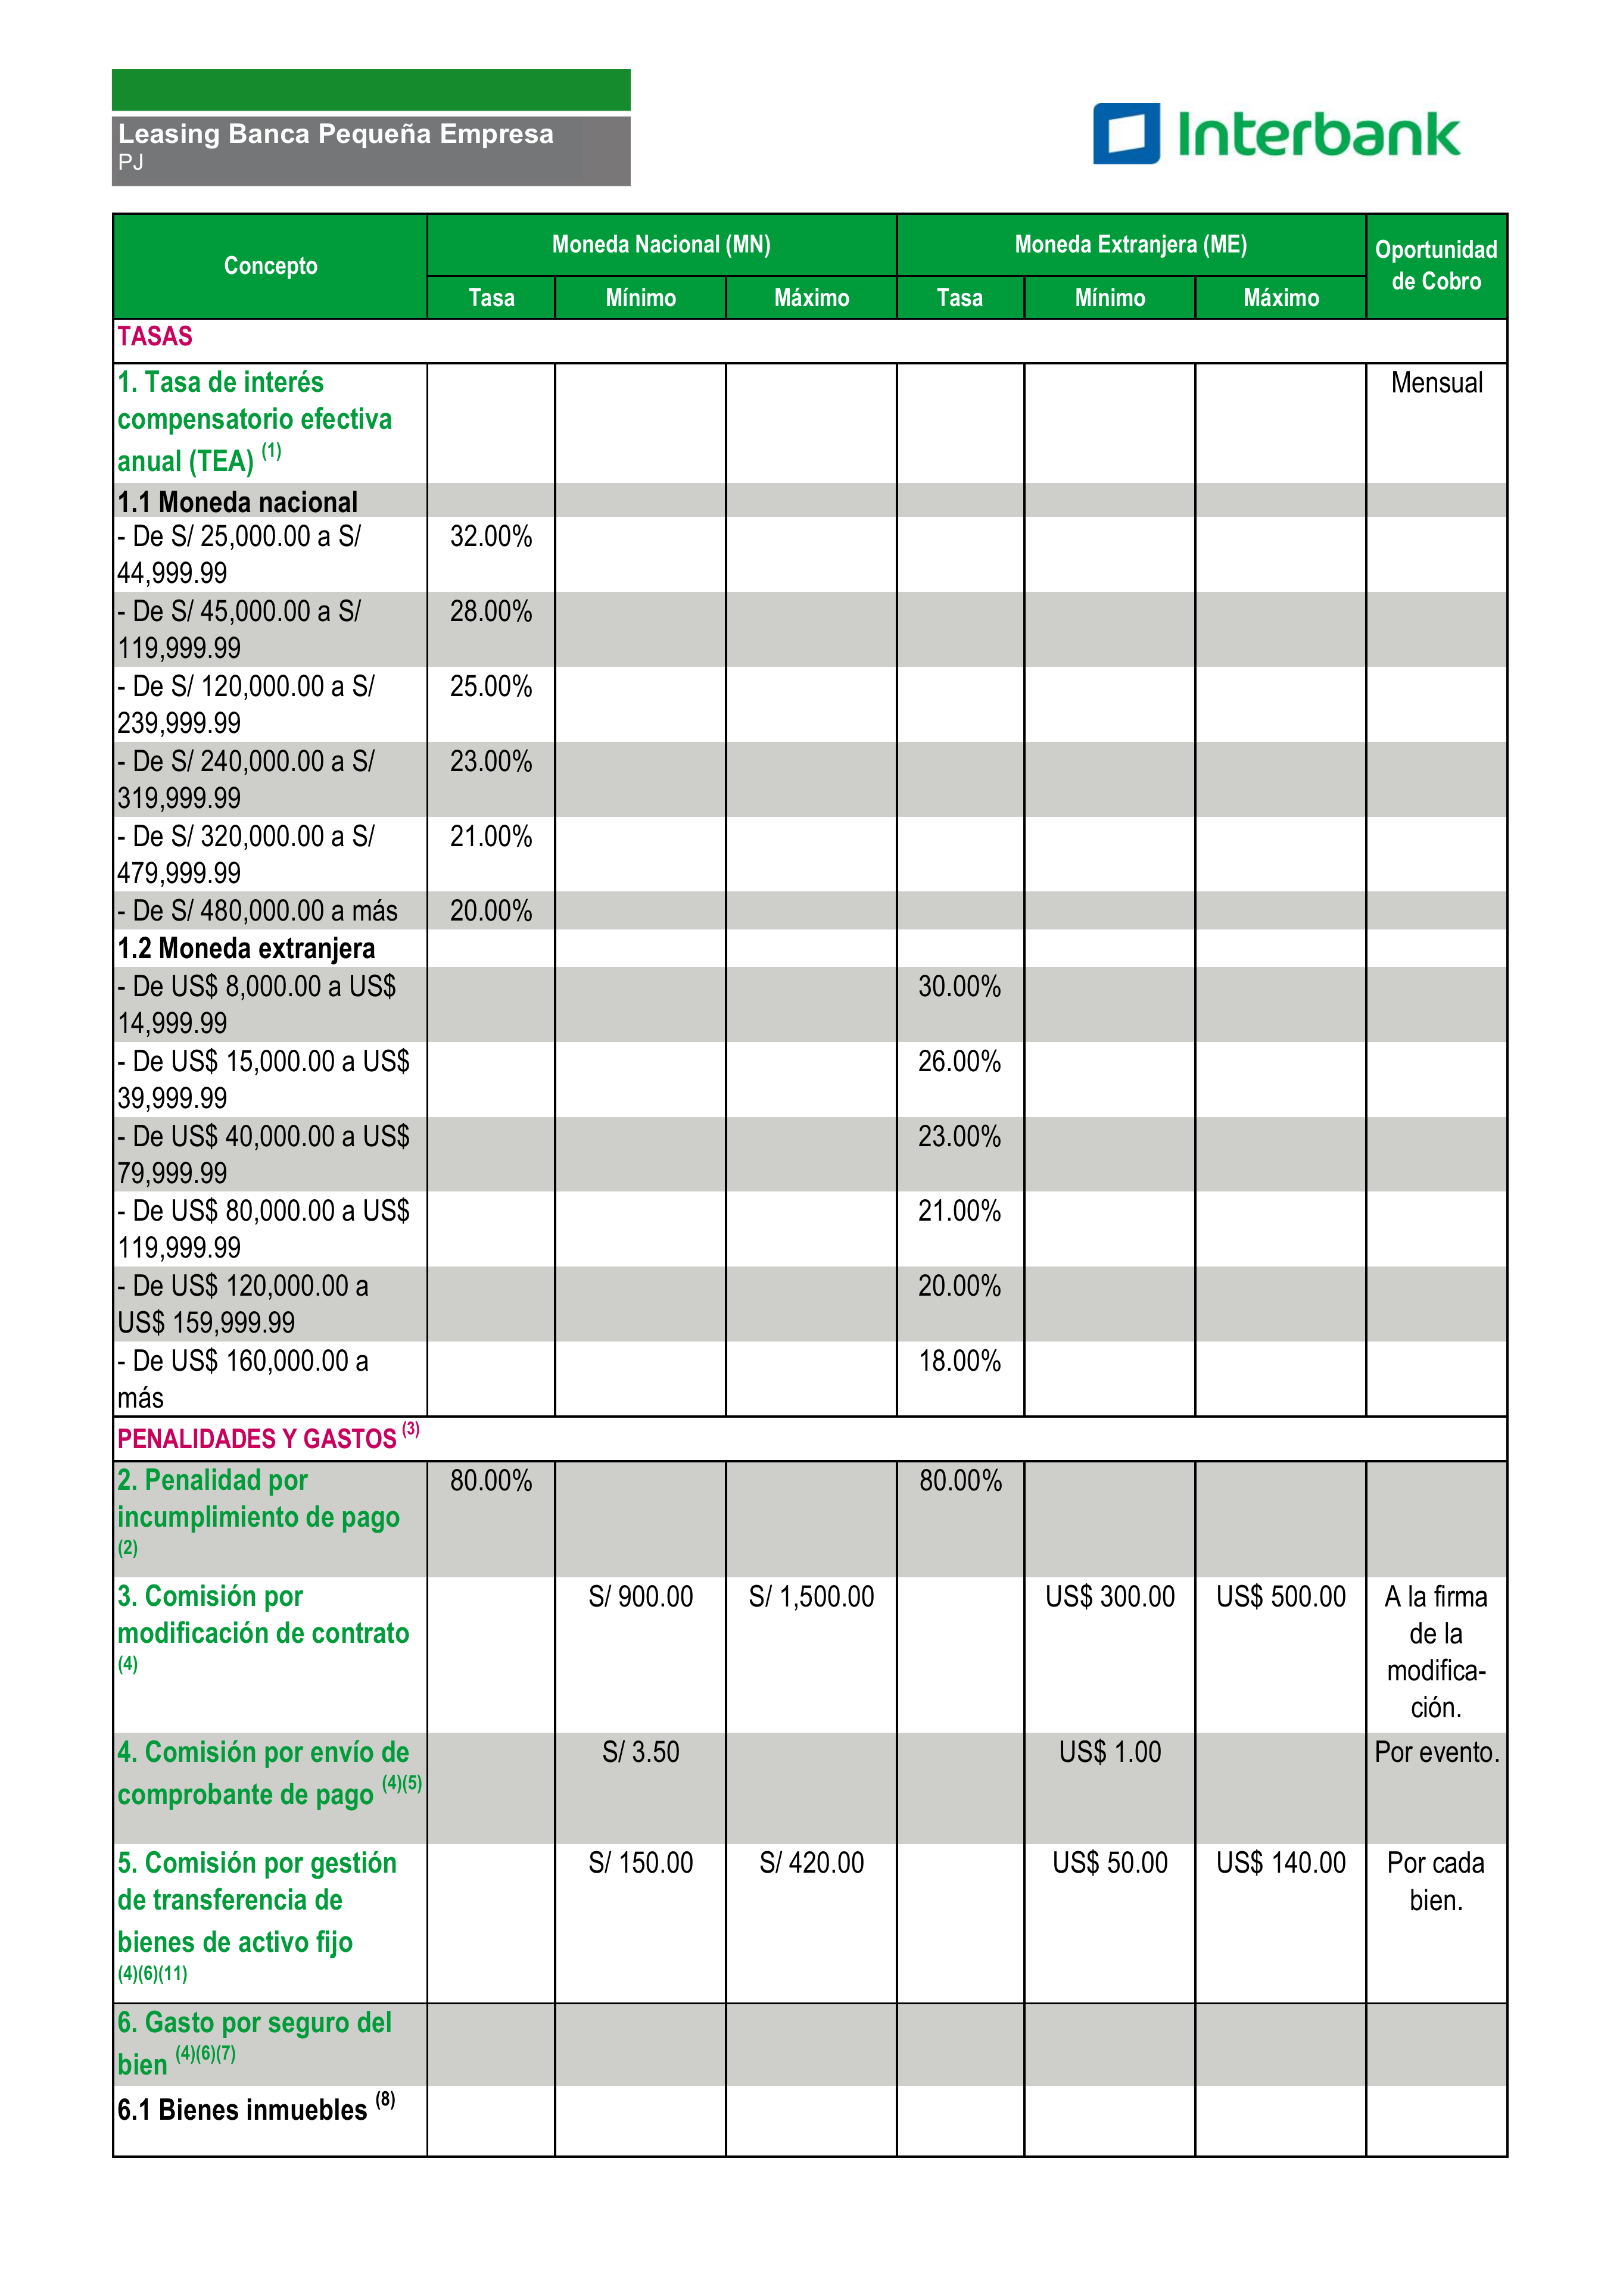 Leasing Banca Pequeña Empresa
PJ
Interbank
Concepto
Moneda Nacional (MN)
Moneda Extranjera (ME)
Oportunidad
de Cobro
Tasa
Mínimo
Máximo
Tasa
Mínimo
Máximo
TASAS
1. Tasa de interés
compensatorio efectiva
anual (TEA) (1)
Mensual
1.1 Moneda nacional
- De S/ 25,000.00 a S/
44,999.99
32.00%
- De S/ 45,000.00 a S/
119,999.99
28.00%
- De S/ 120,000.00 a S/
239,999.99
25.00%
- De S/ 240,000.00 a S/
319,999.99
23.00%
- De S/ 320,000.00 a S/
479,999.99
21.00%
- De S/ 480,000.00 a más
20.00%
1.2 Moneda extranjera
- De US$ 8,000.00 a US$
14,999.99
30.00%
- De US$ 15,000.00 a US$
39,999.99
26.00%
- De US$ 40,000.00 a US$
79,999.99
23.00%
- De US$ 80,000.00 a US$
119,999.99
21.00%
- De US$ 120,000.00 a
US$ 159,999.99
20.00%
- De US$ 160,000.00 a
más
18.00%
PENALIDADES Y GASTOS (3)
2. Penalidad por
incumplimiento de pago
(2)
80.00%
80.00%
3. Comisión por
modificación de contrato
(4)
S/ 900.00
S/ 1,500.00
US$ 300.00
US$ 500.00
A la firma
de la
modifica-
ción.
4. Comisión por envío de
comprobante de pago (4)(5)
S/ 3.50
US$ 1.00
Por evento.
5. Comisión por gestión
de transferencia de
bienes de activo fijo
(4)(6)(11)
S/ 150.00
S/ 420.00
US$ 50.00
US$ 140.00
Por cada
bien.
6. Gasto por seguro del
bien (4)(6)(7)
6.1 Bienes inmuebles (8)